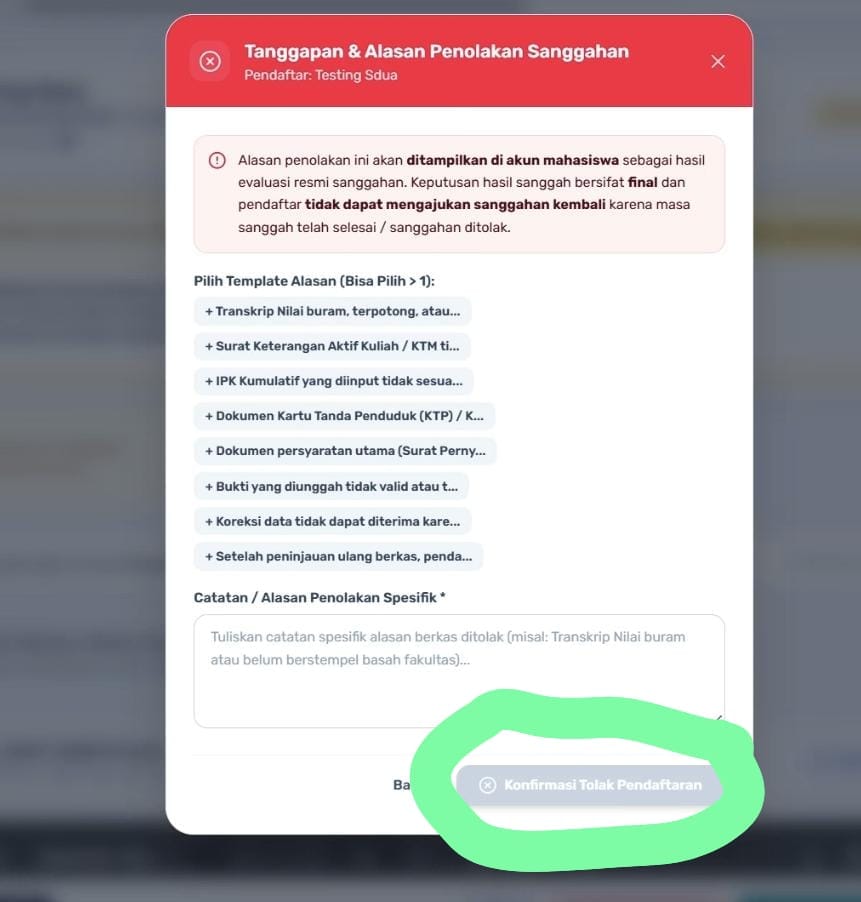 Tanggapan & Alasan Penolakan Sanggahan
Pendaftar: Testing Sdua
Alasan penolakan ini akan ditampilkan di akun mahasiswa sebagai hasil
evaluasi resmi sanggahan. Keputusan hasil sanggah bersifat final dan
pendaftar tidak dapat mengajukan sanggahan kembali karena masa
sanggah telah selesai / sanggahan ditolak.
Pilih Template Alasan (Bisa Pilih > 1):
+ Transkrip Nilai buram, terpotong, atau...
+ Surat Keterangan Aktif Kuliah / KTM ti...
+ IPK Kumulatif yang diinput tidak sesua...
+ Dokumen Kartu Tanda Penduduk (KTP) / K...
+ Dokumen persyaratan utama (Surat Perny...
+ Bukti yang diunggah tidak valid atau t...
+ Koreksi data tidak dapat diterima kare...
+ Setelah peninjauan ulang berkas, penda...
Catatan / Alasan Penolakan Spesifik *
Tuliskan catatan spesifik alasan berkas ditolak (misal: Transkrip Nilai buram
atau belum berstempel basah fakultas)...
Ba
Konfirmasi Tolak Pendaftaran